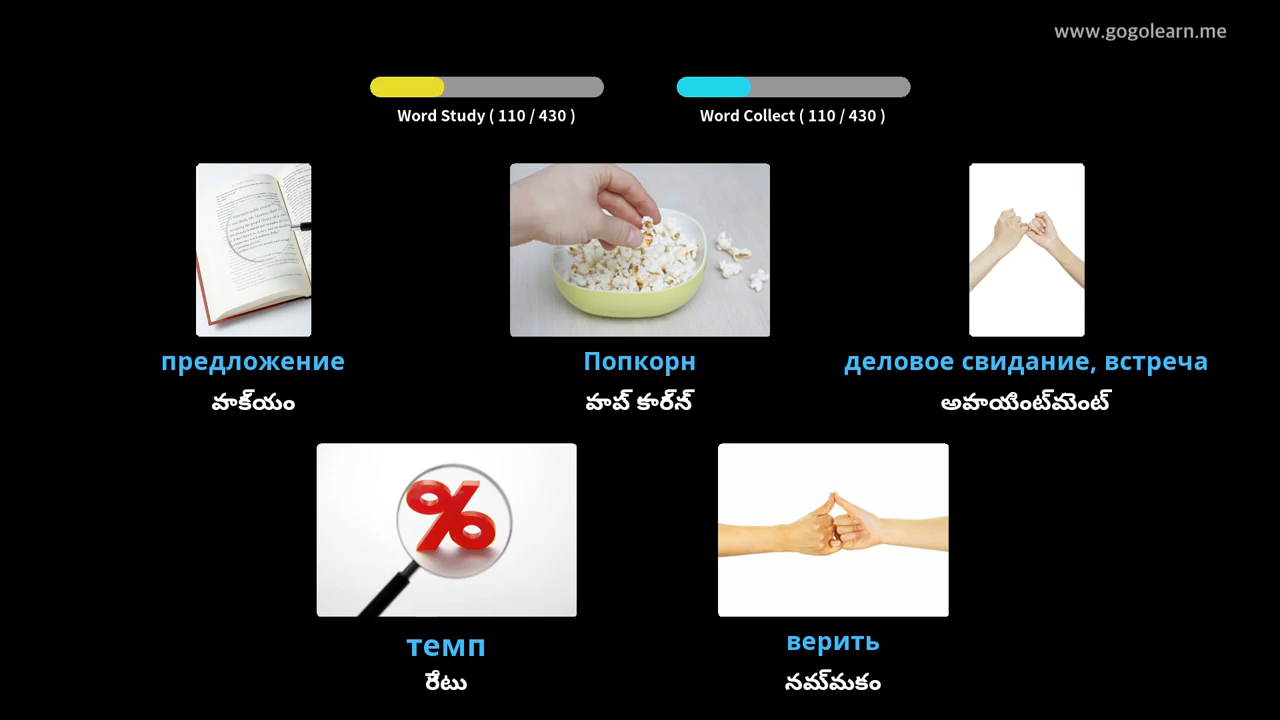 www.gogolearn.me
Word Study ( 110 / 430 )
Word Collect ( 110 / 430 )
предложение
వాక్‌యం
Попкорн
వాప్ కార్‌న్
деловое свидание, встреча
అవాయింట్‌మెంట్
темп
రేటు
верить
నమ్‌మకం